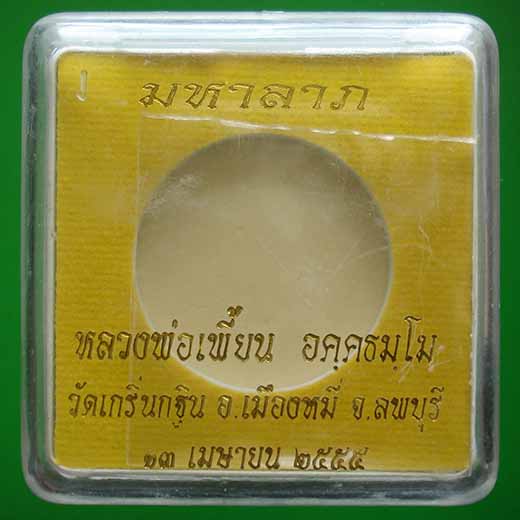 มหาลาภ
หลวงพ่อเพี้ยน อคฺคธมฺโม
วัดเกริ่นกฐิน อ.เมืองหมี่ จ.ลพบุรี
๑๓ เมษายน ๒๕๕๕